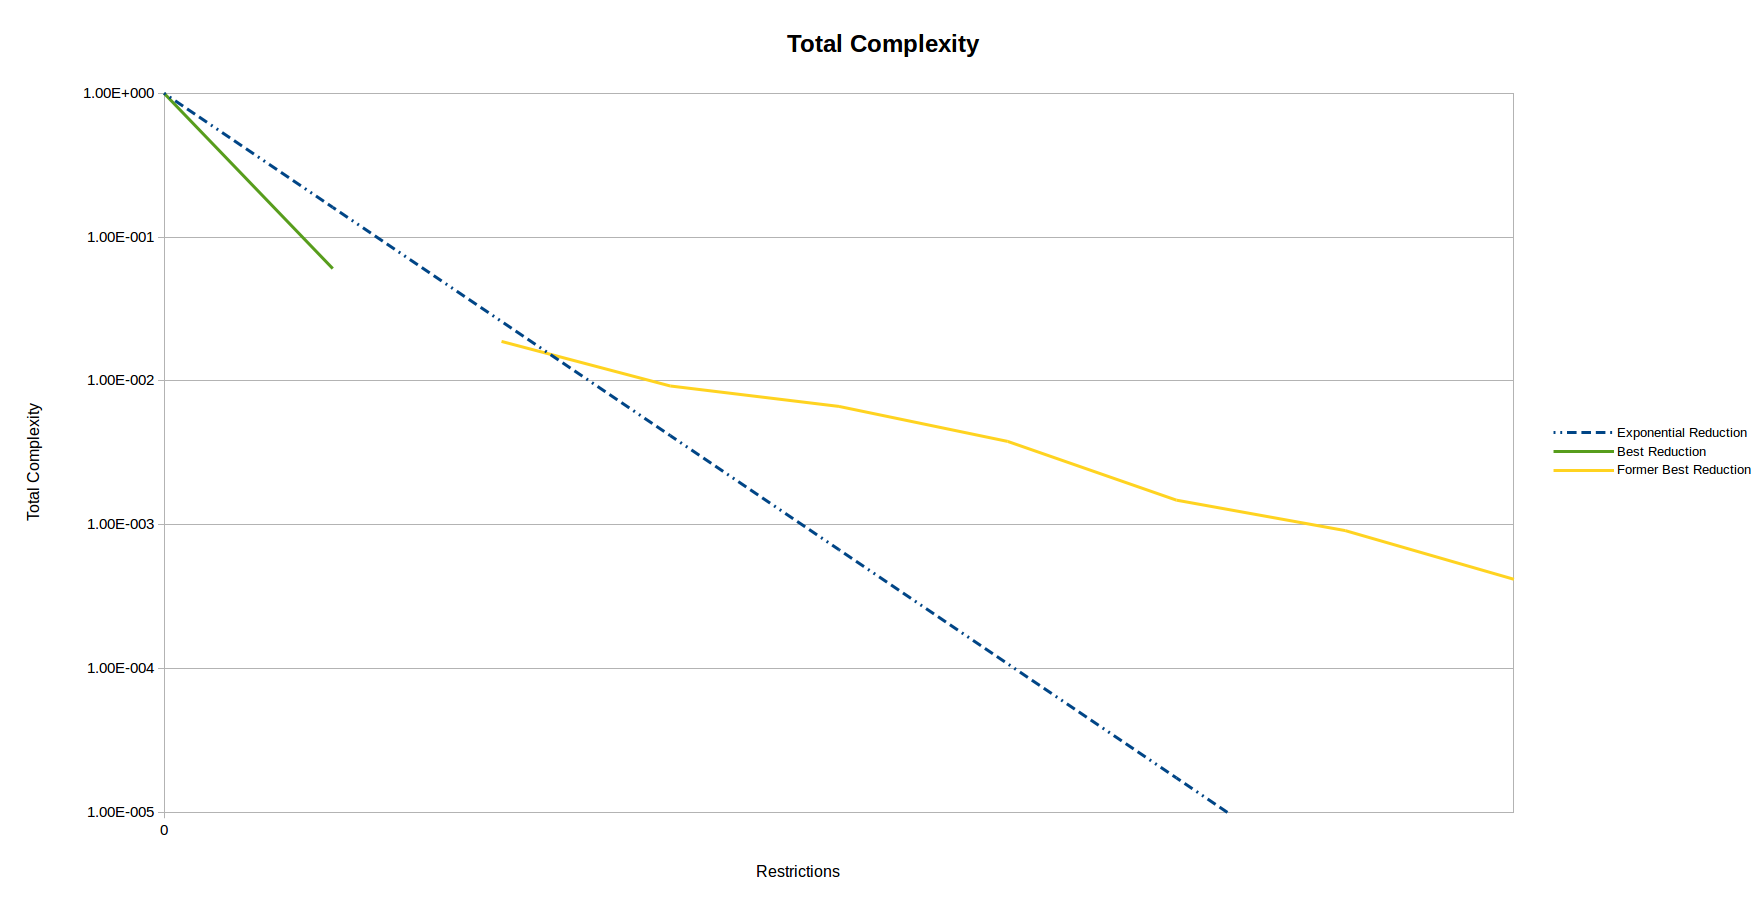 Total Complexity
1.00E+000
1.00E-001
1.00E-002
1.00E-003
1.00E-004
1.00E-005
0
Total Complexity
Restrictions
Exponential Reduction
Best Reduction
Former Best Reduction